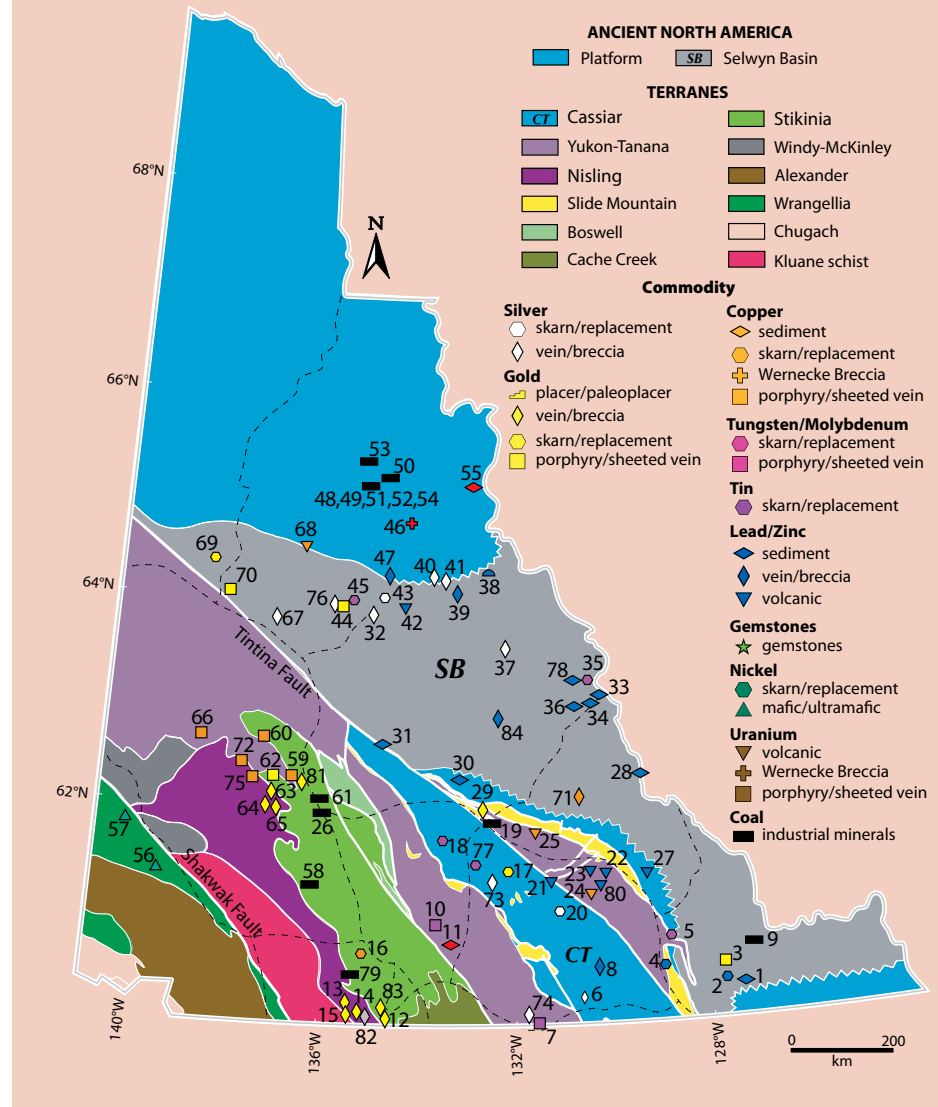 ANCIENT NORTH AMERICA
Platform
SB
Selwyn Basin
TERRANES
CT
Cassiar
Stikinia
Yukon-Tanana
Windy-McKinley
Nisling
Alexander
Slide Mountain
Wrangellia
Boswell
Chugach
Cache Creek
Kluane schist
Commodity
Silver
skarn/replacement
vein/breccia
Gold
placer/paleoplacer
vein/breccia
skarn/replacement
porphyry/sheeted vein
Copper
sediment
skarn/replacement
Wernecke Breccia
porphyry/sheeted vein
Tungsten/Molybdenum
skarn/replacement
porphyry/sheeted vein
Tin
skarn/replacement
Lead/Zinc
sediment
vein/breccia
volcanic
Gemstones
gemstones
Nickel
skarn/replacement
mafic/ultramafic
Uranium
volcanic
Wernecke Breccia
porphyry/sheeted vein
Coal
industrial minerals
68°N
N
66°N
53
50
55
48,49,51,52,54
46
68
69
47
40
41
64°N
70
38
76
45
43
39
67
44
32
42
Tintina Fault
37
SB
78
35
33
36
34
66
60
84
31
72
28
62
59
30
75
81
62°N
63
29
71
64
61
65
26
19
25
57
18
77
22
27
56
23
Shakwak Fault
58
17
21
24
80
73
20
10
5
11
9
16
CT
3
4
8
79
2
1
13
14
83
6
74
15
12
82
7
140°W
136°W
132°W
128°W
0
200
km